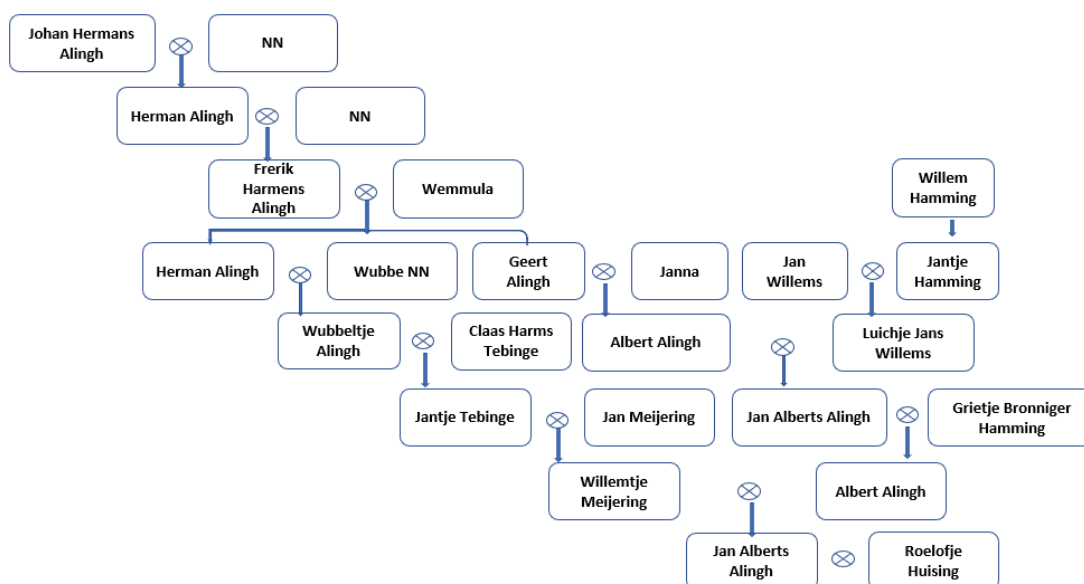 Johan Hermans
Alingh
NN
Herman Alingh
NN
Frerik
Harmens
Alingh
Wemmula
Willem
Hamming
Herman Alingh
Wubbe NN
Geert
Alingh
Janna
Jan
Willems
Jantje
Hamming
Wubbeltje
Alingh
Claas Harms
Tebinge
Albert Alingh
Luichje Jans
Willems
Jantje Tebinge
Jan Meijering
Jan Alberts Alingh
Grietje Bronniger
Hamming
Willemtje
Meijering
Albert Alingh
Jan Alberts
Alingh
Roelofje
Huising